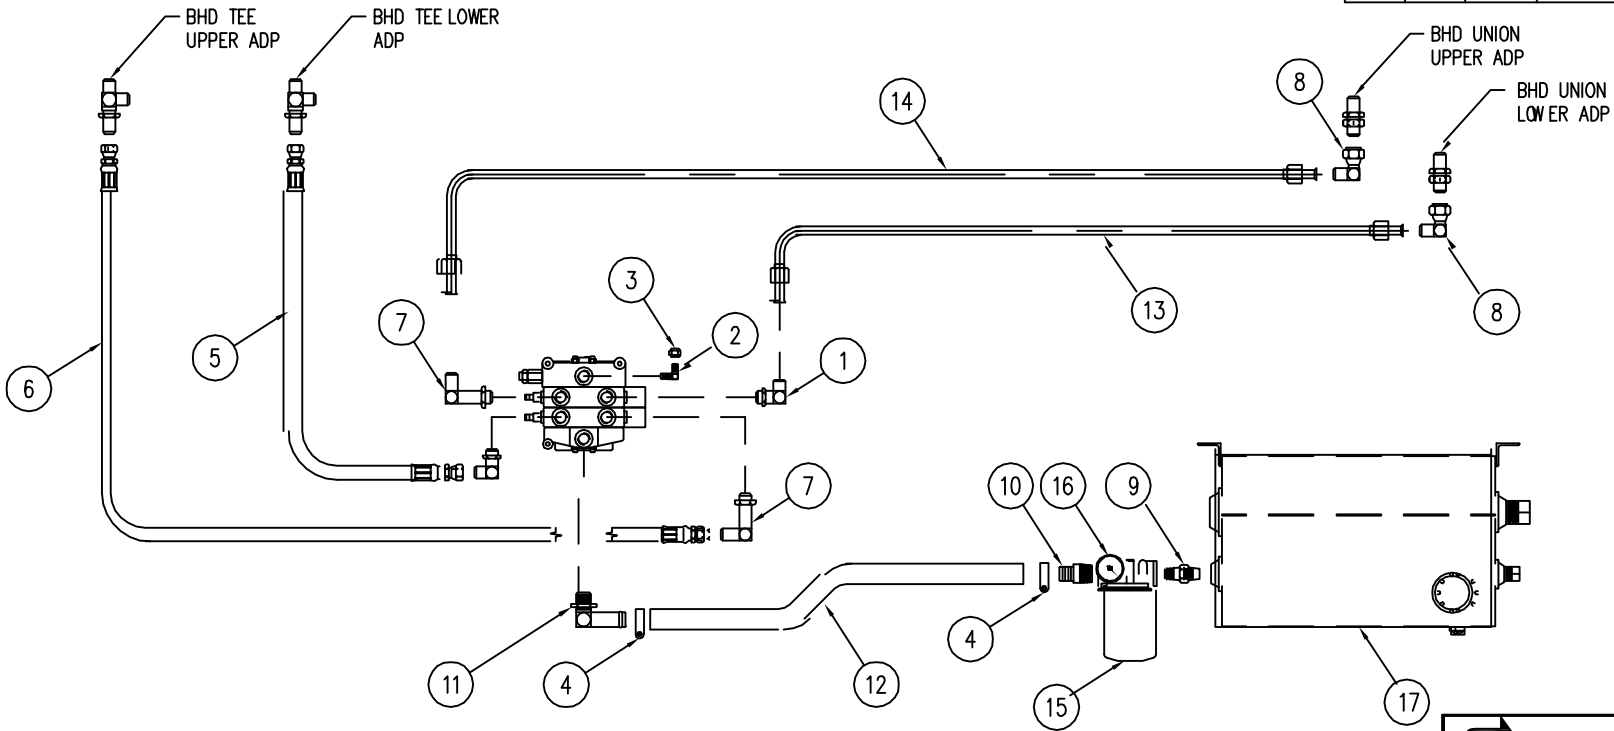 BHD TEE
UPPER ADP
BHD TEE LOWER
ADP
BHD UNION
UPPER ADP
BHD UNION
LOWER ADP
8
14
3
7
2
13
8
5
1
6
7
10
16
9
11
4
12
4
15
17